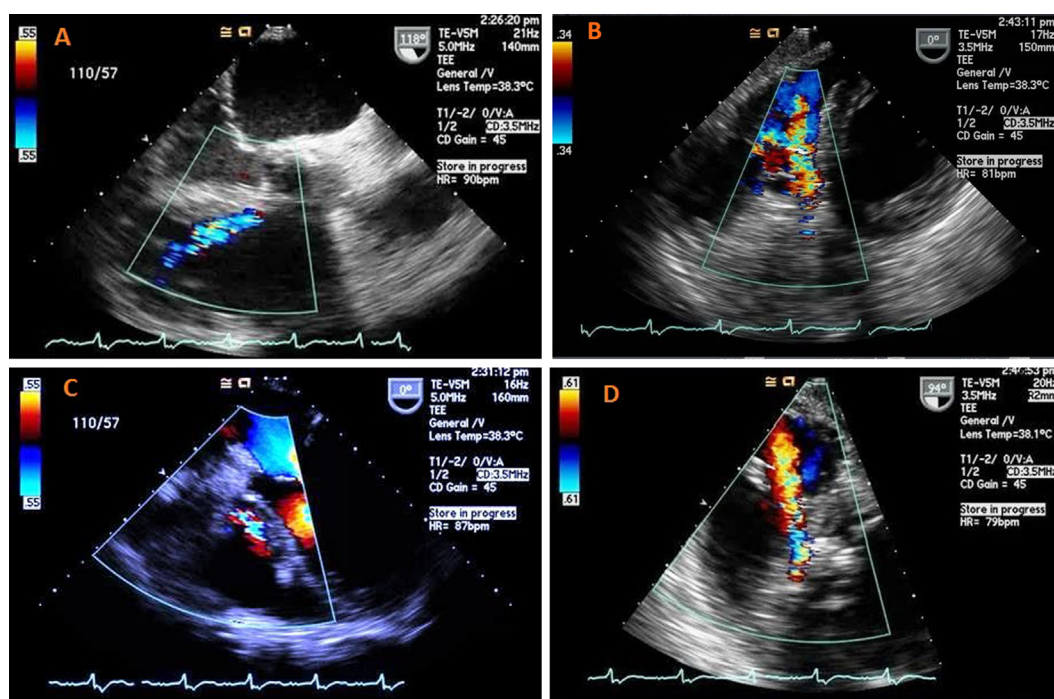 A
.55
.55
110/57
118°
2:26:20 pm
TE-V5M 21Hz
5.0MHz 140mm
TEE
General /V
Lens Temp=38.3°C
T1/-2/ 0/V:A
1/2 CD:3.5MHz
CD Gain = 45
Store in progress
HR= 90bpm
B
.34
.34
0°
2:43:11 pm
TE-V5M 17Hz
3.5MHz 150mm
TEE
General /V
Lens Temp=38.3°C
T1/-2/ 0/V:A
1/2 CD:3.5MHz
CD Gain = 45
Store in progress
HR= 81bpm
C
.55
.55
110/57
0°
2:31:12 pm
TE-V5M 16Hz
5.0MHz 160mm
TEE
General /V
Lens Temp=38.3°C
T1/-2/ 0/V:A
1/2 CD:3.5MHz
CD Gain = 45
Store in progress
HR= 87bpm
D
.61
.61
94°
TE-V5M 20Hz
3.5MHz
TEE
General /V
Lens Temp=38.1°C
T1/-2/ 0/V:A
1/2 CD:3.5MHz
CD Gain = 45
Store in progress
HR= 79bpm